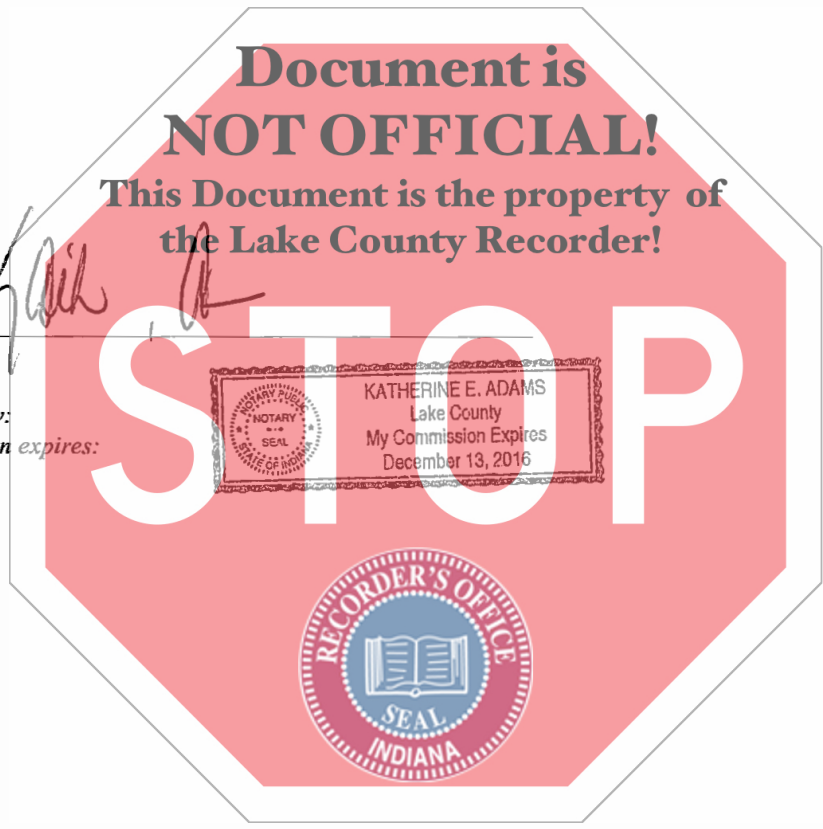 Document is
NOT OFFICIAL!
This Document is the property of
the Lake County Recorder!
STOP
KATHERINE E. ADAMS
Lake County
My Commission Expires
December 13, 2016
NOTARY PUBLIC
NOTARY
SEAL
STATE OF INDIANA
y:
n expires:
RECORDER'S OFFICE
SEAL
INDIANA